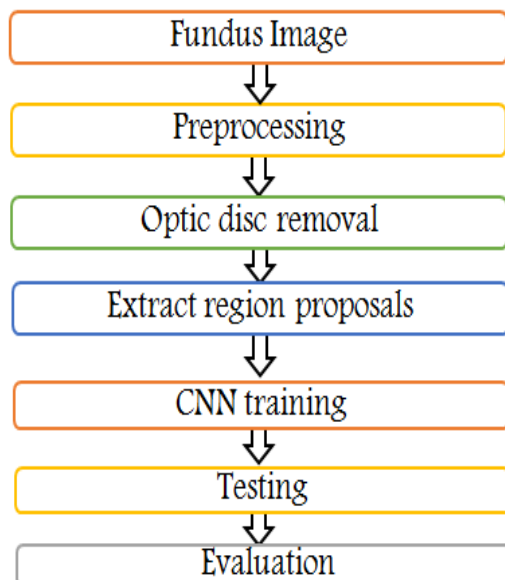 Fundus Image
Preprocessing
Optic disc removal
Extract region proposals
CNN training
Testing
Evaluation